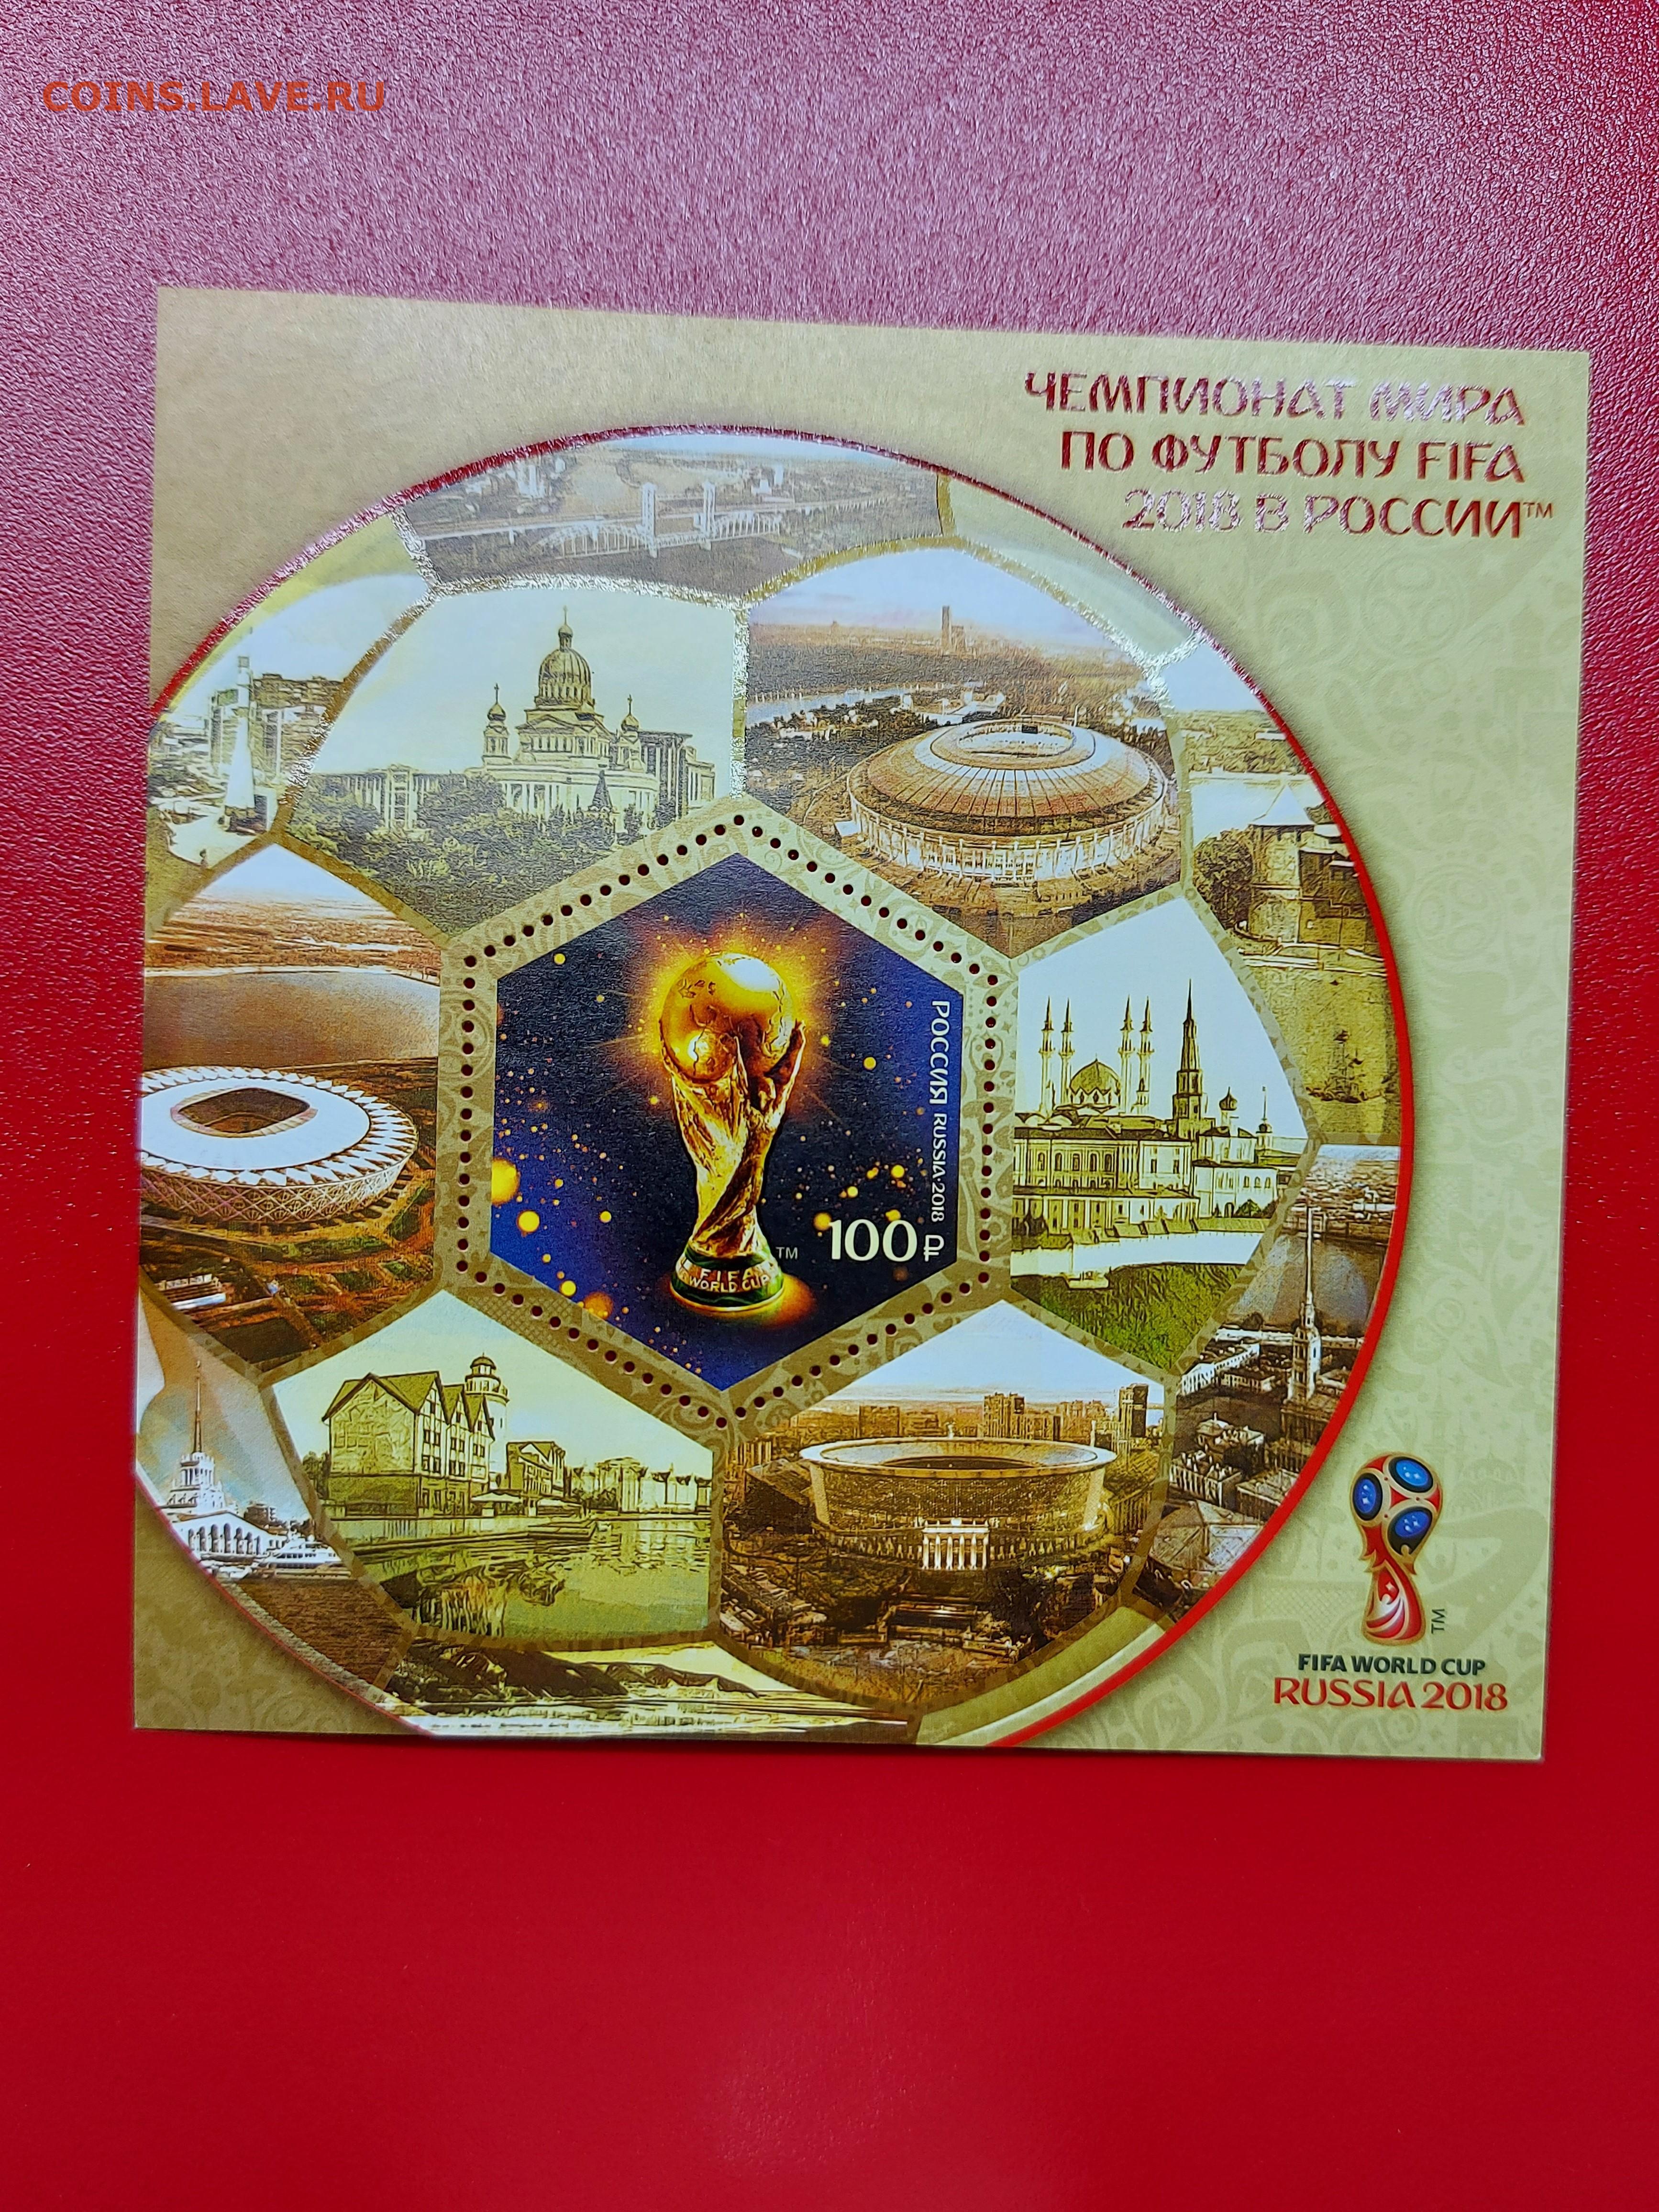 COINS.LAVE.RU
ЧЕМПИОНАТ МИРА
ПО ФУТБОЛУ FIFA
2018 В РОССИИ™
РОССИЯ RUSSIA·2018
100 ₽
™
FIFA
WORLD CUP
™
FIFA WORLD CUP
RUSSIA 2018